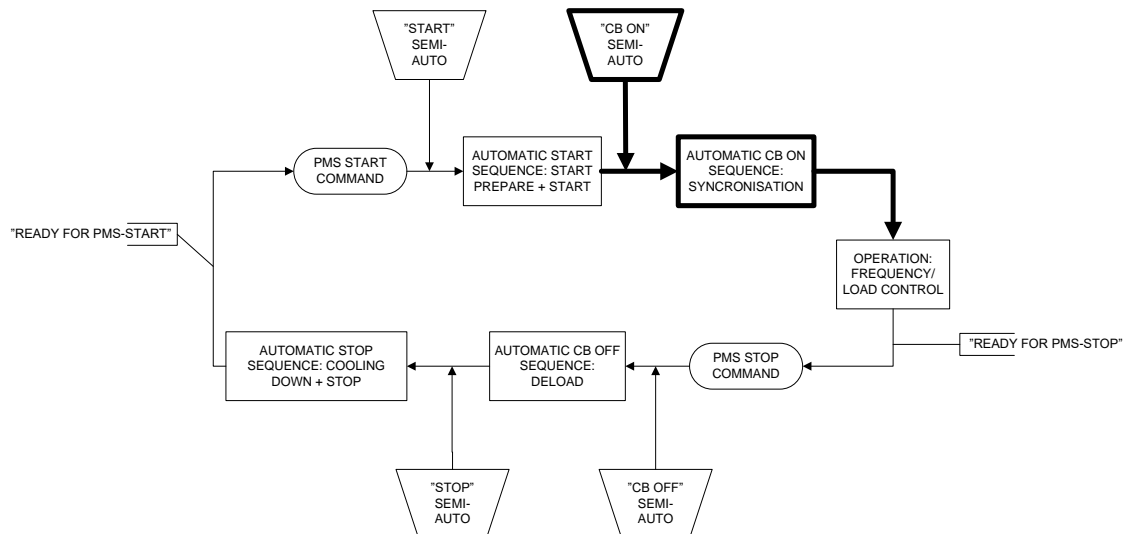 ”START”
SEMI-
AUTO
”CB ON”
SEMI-
AUTO
PMS START
COMMAND
AUTOMATIC START
SEQUENCE: START
PREPARE + START
AUTOMATIC CB ON
SEQUENCE:
SYNCRONISATION
”READY FOR PMS-START”
OPERATION:
FREQUENCY/
LOAD CONTROL
”READY FOR PMS-STOP”
AUTOMATIC STOP
SEQUENCE: COOLING
DOWN + STOP
AUTOMATIC CB OFF
SEQUENCE:
DELOAD
PMS STOP
COMMAND
”STOP”
SEMI-
AUTO
”CB OFF”
SEMI-
AUTO